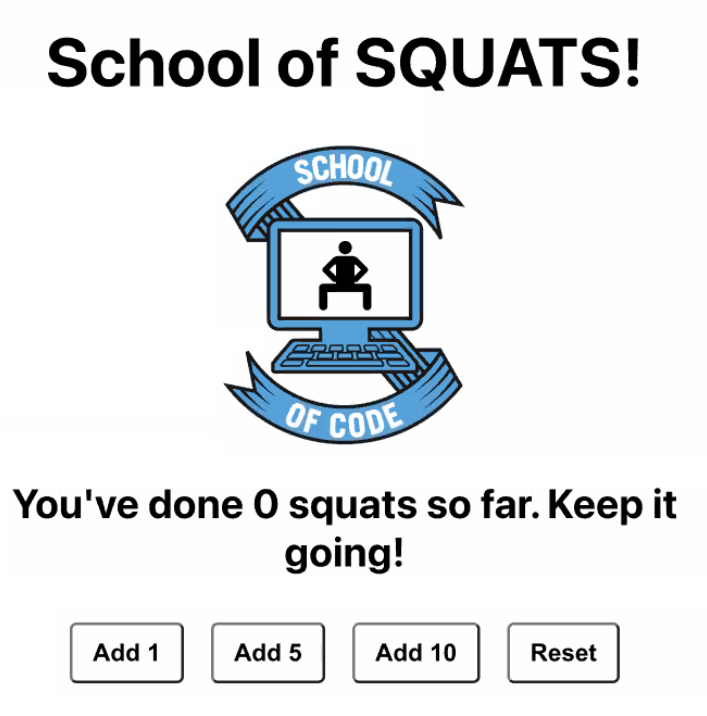 School of SQUATS!
SCHOOL
OF CODE
You've done 0 squats so far. Keep it
going!
Add 1
Add 5
Add 10
Reset